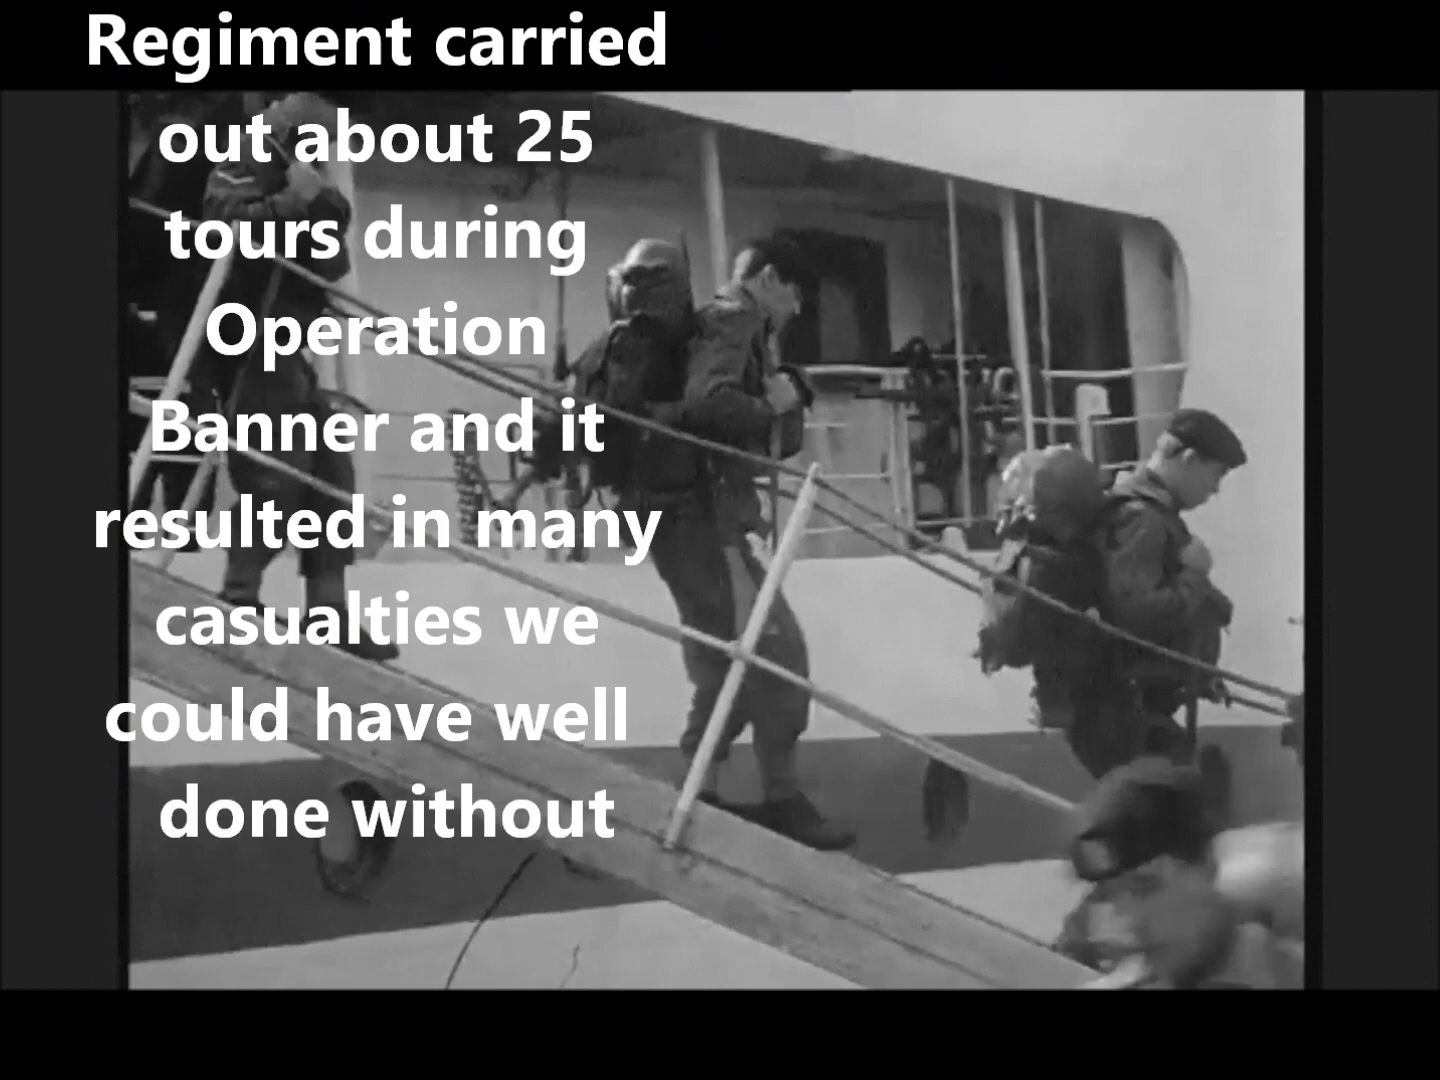 Regiment carried
out about 25
tours during
Operation
Banner and it
resulted in many
casualties we
could have well
done without